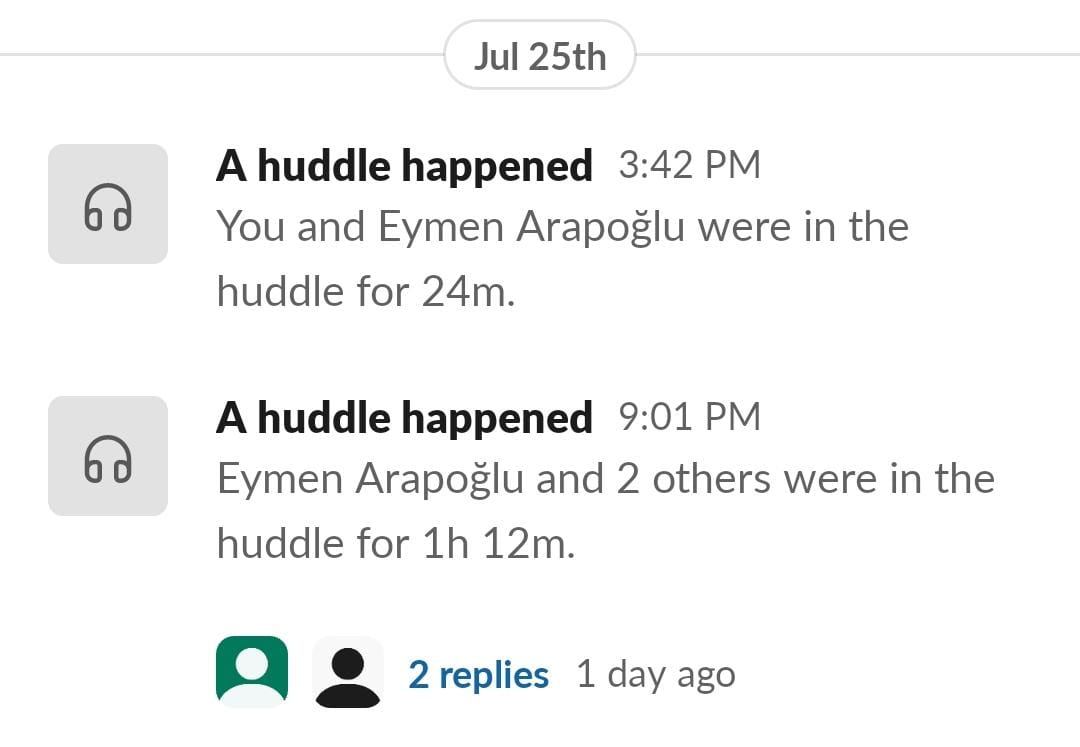 Jul 25th
A huddle happened 3:42 PM
You and Eymen Arapoğlu were in the
huddle for 24m.
A huddle happened 9:01 PM
Eymen Arapoğlu and 2 others were in the
huddle for 1h 12m.
2 replies 1 day ago